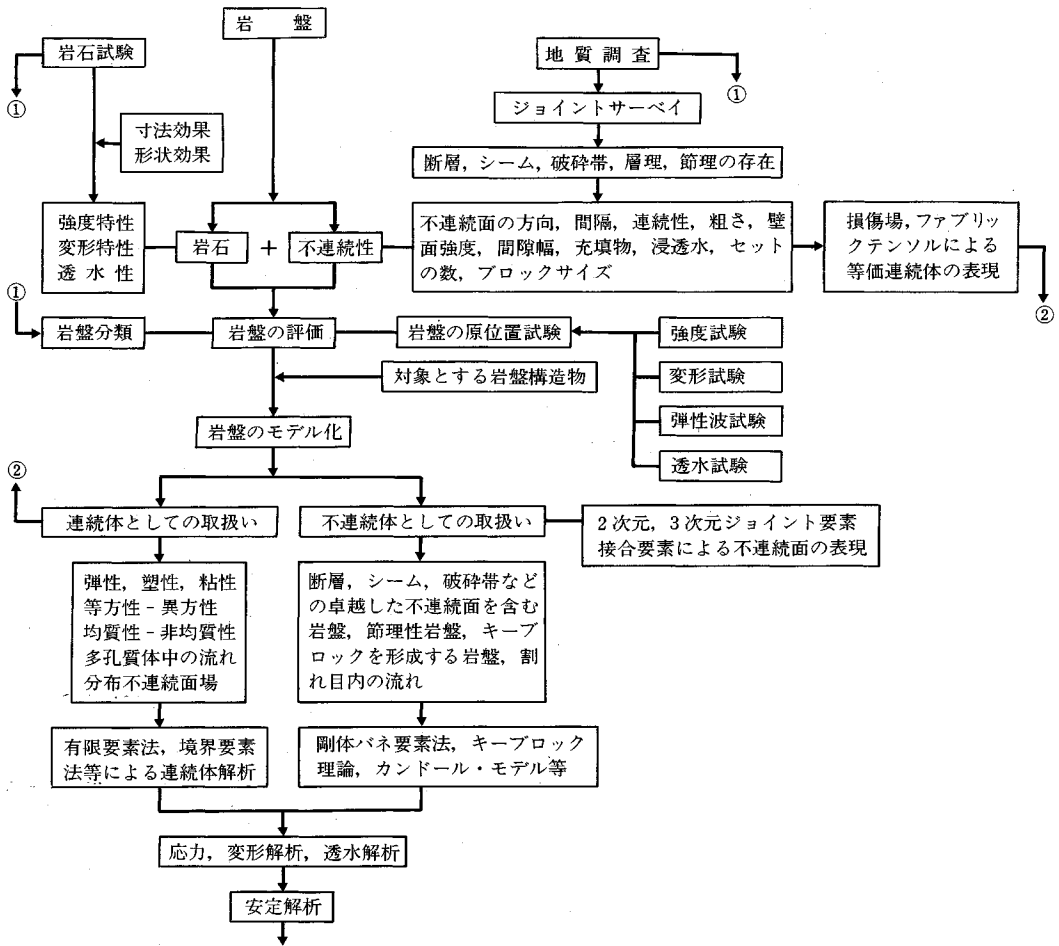 岩　盤
岩石試験
地 質 調 査
①
①
ジョイントサーベイ
寸法効果
形状効果
断層，シーム，破砕帯，層理，節理の存在
強度特性
変形特性
透 水 性
岩石
+
不連続性
不連続面の方向，間隔，連続性，粗さ，壁
面強度，間隙幅，充填物，浸透水，セット
の数，ブロックサイズ
損傷場，ファブリッ
クテンソルによる
等価連続体の表現
①
②
岩盤分類
岩盤の評価
岩盤の原位置試験
強度試験
対象とする岩盤構造物
変形試験
岩盤のモデル化
弾性波試験
透水試験
②
連続体としての取扱い
不連続体としての取扱い
2次元，3次元ジョイント要素
接合要素による不連続面の表現
弾性，塑性，粘性
等方性－異方性
均質性－非均質性
多孔質体中の流れ
分布不連続面場
断層，シーム，破砕帯など
の卓越した不連続面を含む
岩盤，節理性岩盤，キーブ
ロックを形成する岩盤，割
れ目内の流れ
有限要素法，境界要素
法等による連続体解析
剛体バネ要素法，キーブロック
理論，カンドール・モデル等
応力，変形解析，透水解析
安定解析